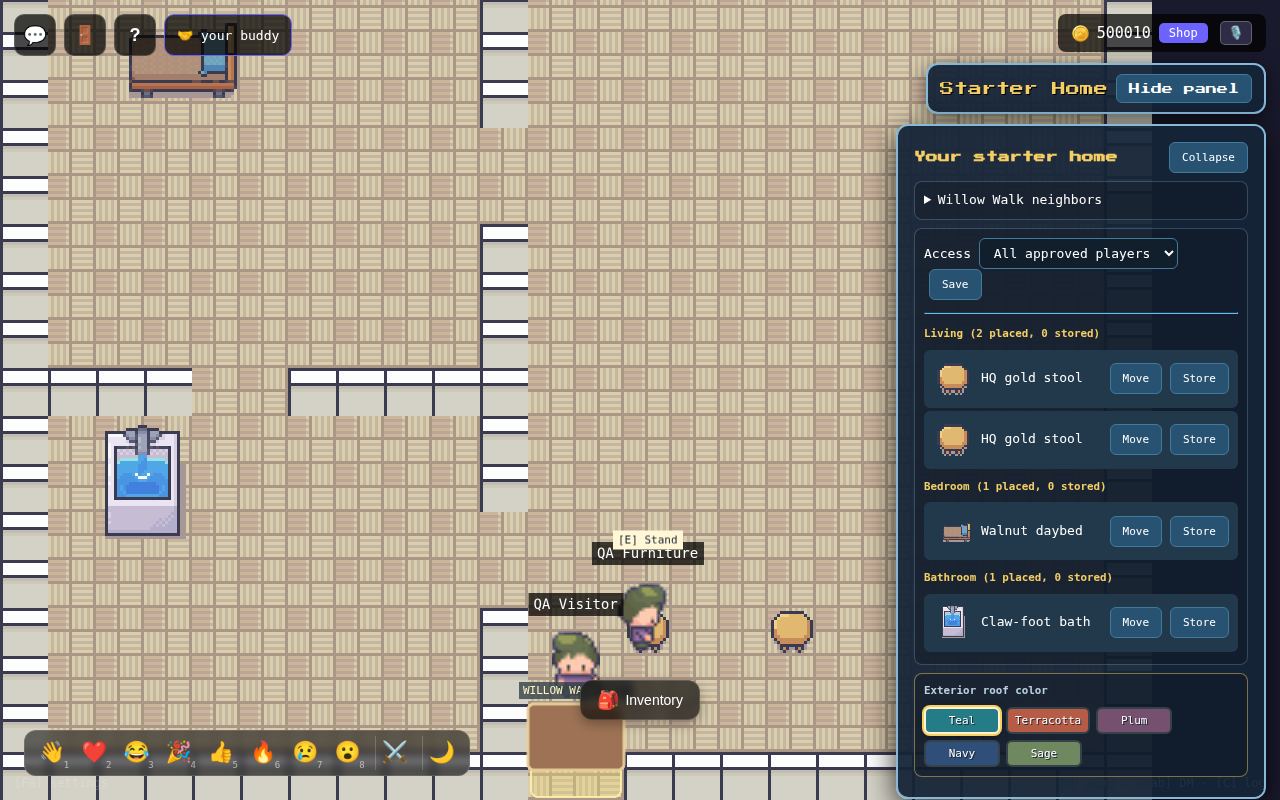 ? your buddy
500010 Shop
Starter Home Hide panel
Your starter home Collapse
Willow Walk neighbors
Access All approved players
Save
Living (2 placed, 0 stored)
HQ gold stool Move Store
HQ gold stool Move Store
Bedroom (1 placed, 0 stored)
Walnut daybed Move Store
Bathroom (1 placed, 0 stored)
Claw-foot bath Move Store
Exterior roof color
Teal Terracotta Plum
Navy Sage
[E] Stand
QA Furniture
QA Visitor
WILLOW
Inventory
1 2 3 4 5 6 7 8